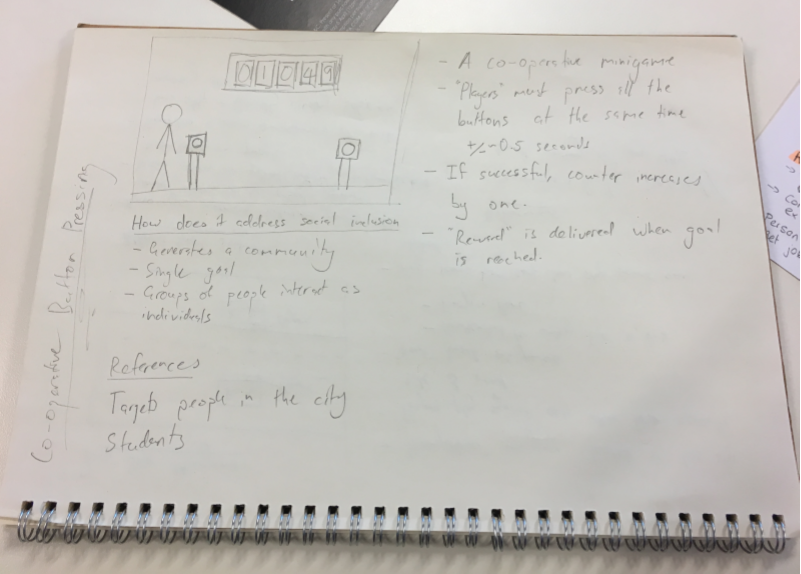 Co-operative Button Pressing
01049
How does it address social inclusion
- Generates a community
- Single goal
- Groups of people interact as
individuals
References
Targets people in the city
Students
- A co-operative minigame
- "Players" must press all the
buttons at the same time
+/- ~0.5 seconds
- If successful, counter increases
by one.
- "Reward" is delivered when goal
is reached.
person